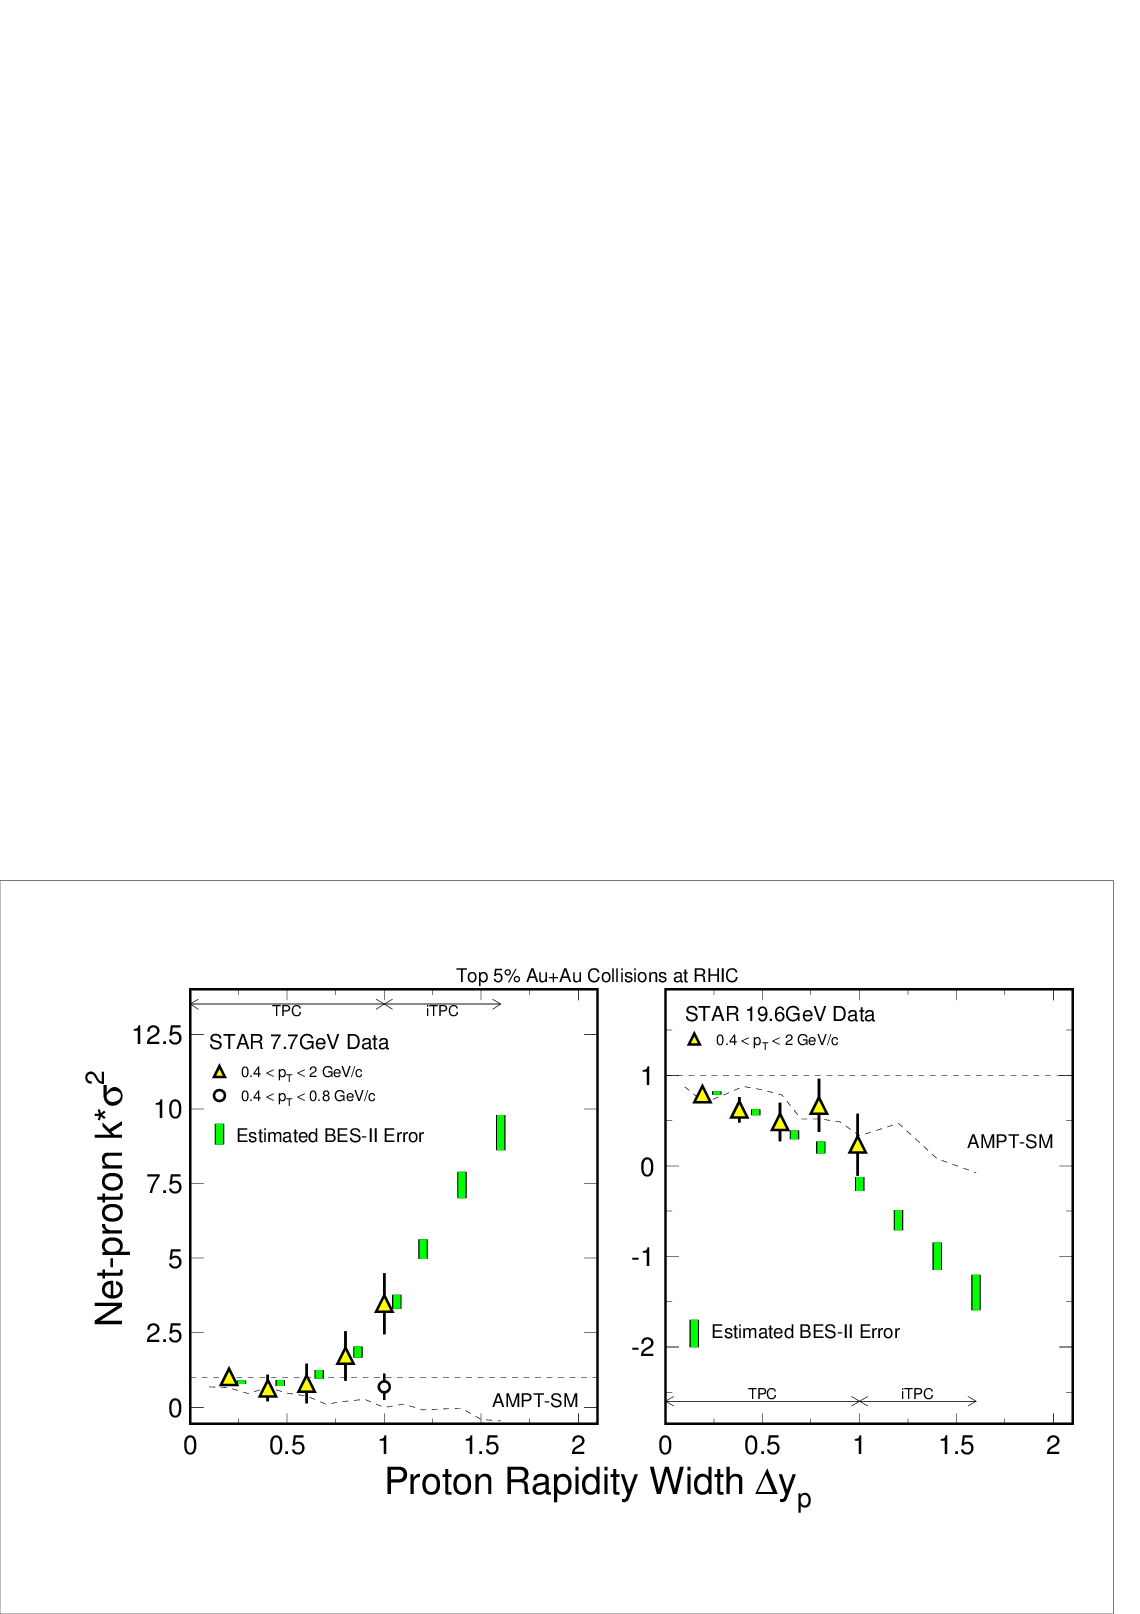 Top 5% Au+Au Collisions at RHIC
Net-proton k*σ²
TPC
iTPC
STAR 7.7GeV Data
0.4 < p_T < 2 GeV/c
0.4 < p_T < 0.8 GeV/c
Estimated BES-II Error
AMPT-SM
12.5
10
7.5
5
2.5
0
0 0.5 1 1.5 2
STAR 19.6GeV Data
0.4 < p_T < 2 GeV/c
AMPT-SM
Estimated BES-II Error
TPC
iTPC
1
0
-1
-2
0 0.5 1 1.5 2
Proton Rapidity Width Δy_p